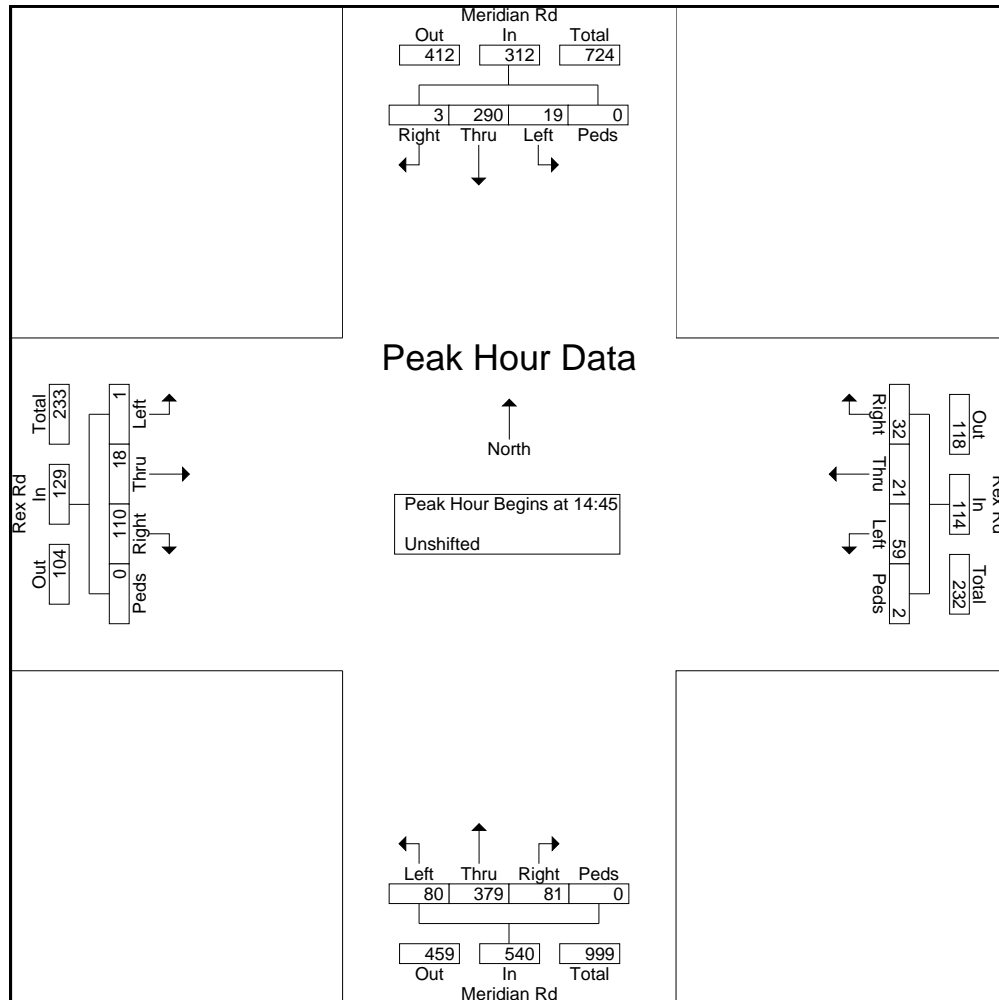 Meridian Rd
Out In Total
412 312 724
3 290 19 0
Right Thru Left Peds
Peak Hour Data
North
Peak Hour Begins at 14:45
Unshifted
Rex Rd
Total In Out
233 129 104
1 18 110 0
Left Thru Right Peds
Rex Rd
Out In Total
118 114 232
32 21 59 2
Right Thru Left Peds
Left Thru Right Peds
80 379 81 0
459 540 999
Out In Total
Meridian Rd